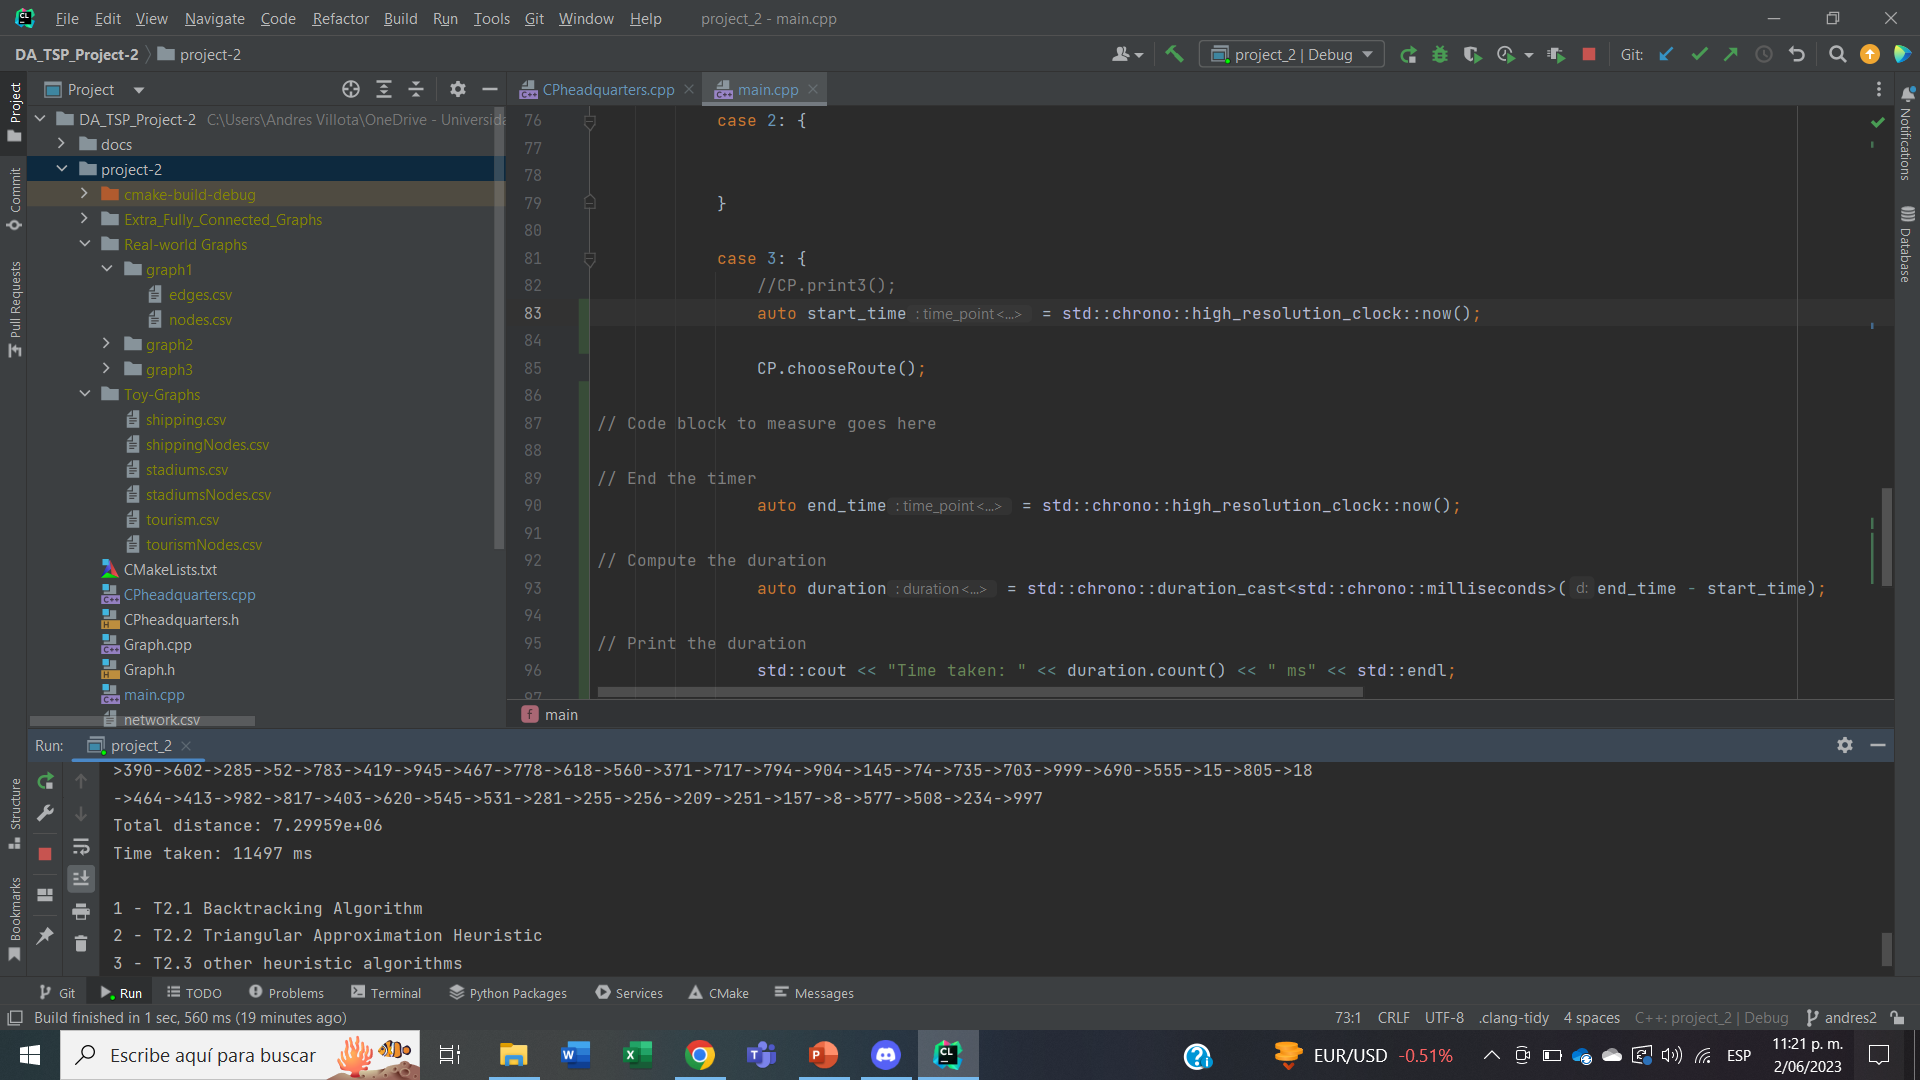 File Edit View Navigate Code Refactor Build Run Tools Git Window Help project_2 - main.cpp
DA_TSP_Project-2 project-2 project_2 | Debug Git:
Project
CPheadquarters.cpp main.cpp
DA_TSP_Project-2 C:\Users\Andres Villota\OneDrive - Universida
docs
project-2
cmake-build-debug
Extra_Fully_Connected_Graphs
Real-world Graphs
graph1
edges.csv
nodes.csv
graph2
graph3
Toy-Graphs
shipping.csv
shippingNodes.csv
stadiums.csv
stadiumsNodes.csv
tourism.csv
tourismNodes.csv
CMakeLists.txt
CPheadquarters.cpp
CPheadquarters.h
Graph.cpp
Graph.h
main.cpp
network.csv
Project
Commit
Pull Requests
Structure
Bookmarks
Notifications
Database
76 case 2: {
77
78
79 }
80
81 case 3: {
82 //CP.print3();
83 auto start_time : time_point<...> = std::chrono::high_resolution_clock::now();
84
85 CP.chooseRoute();
86
87 // Code block to measure goes here
88
89 // End the timer
90 auto end_time : time_point<...> = std::chrono::high_resolution_clock::now();
91
92 // Compute the duration
93 auto duration : duration<...> = std::chrono::duration_cast<std::chrono::milliseconds>( d: end_time - start_time);
94
95 // Print the duration
96 std::cout << "Time taken: " << duration.count() << " ms" << std::endl;
97
f main
Run: project_2
>390->602->285->52->783->419->945->467->778->618->560->371->717->794->904->145->74->735->703->999->690->555->15->805->18
->464->413->982->817->403->620->545->531->281->255->256->209->251->157->8->577->508->234->997
Total distance: 7.29959e+06
Time taken: 11497 ms
1 - T2.1 Backtracking Algorithm
2 - T2.2 Triangular Approximation Heuristic
3 - T2.3 other heuristic algorithms
Git Run TODO Problems Terminal Python Packages Services CMake Messages
Build finished in 1 sec, 560 ms (19 minutes ago) 73:1 CRLF UTF-8 .clang-tidy 4 spaces C++: project_2 | Debug andres2
Escribe aquí para buscar EUR/USD -0.51% ESP 11:21 p. m.
2/06/2023